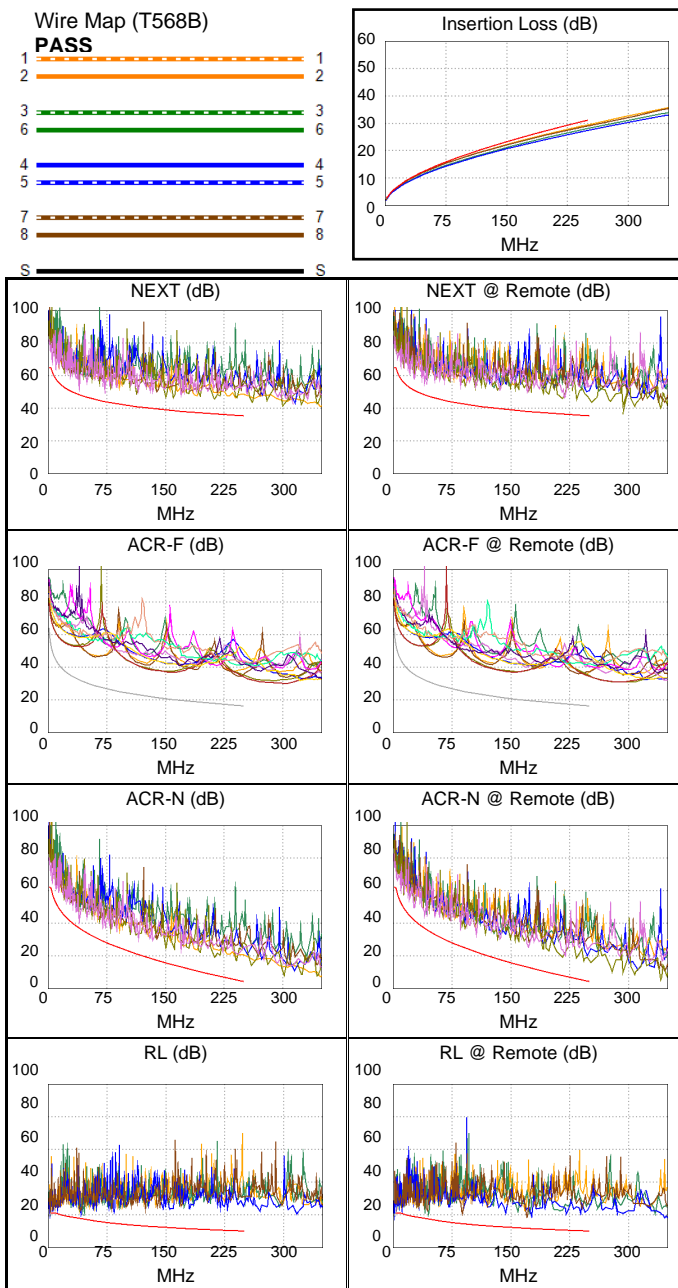 Wire Map (T568B)
PASS
1 1
2 2
3 3
6 6
4 4
5 5
7 7
8 8
S S
Insertion Loss (dB)
60
50
40
30
20
10
0
0 75 150 225 300
MHz
NEXT (dB)
100
80
60
40
20
0
0 75 150 225 300
MHz
NEXT @ Remote (dB)
100
80
60
40
20
0
0 75 150 225 300
MHz
ACR-F (dB)
100
80
60
40
20
0
0 75 150 225 300
MHz
ACR-F @ Remote (dB)
100
80
60
40
20
0
0 75 150 225 300
MHz
ACR-N (dB)
100
80
60
40
20
0
0 75 150 225 300
MHz
ACR-N @ Remote (dB)
100
80
60
40
20
0
0 75 150 225 300
MHz
RL (dB)
100
80
60
40
20
0
0 75 150 225 300
MHz
RL @ Remote (dB)
100
80
60
40
20
0
0 75 150 225 300
MHz